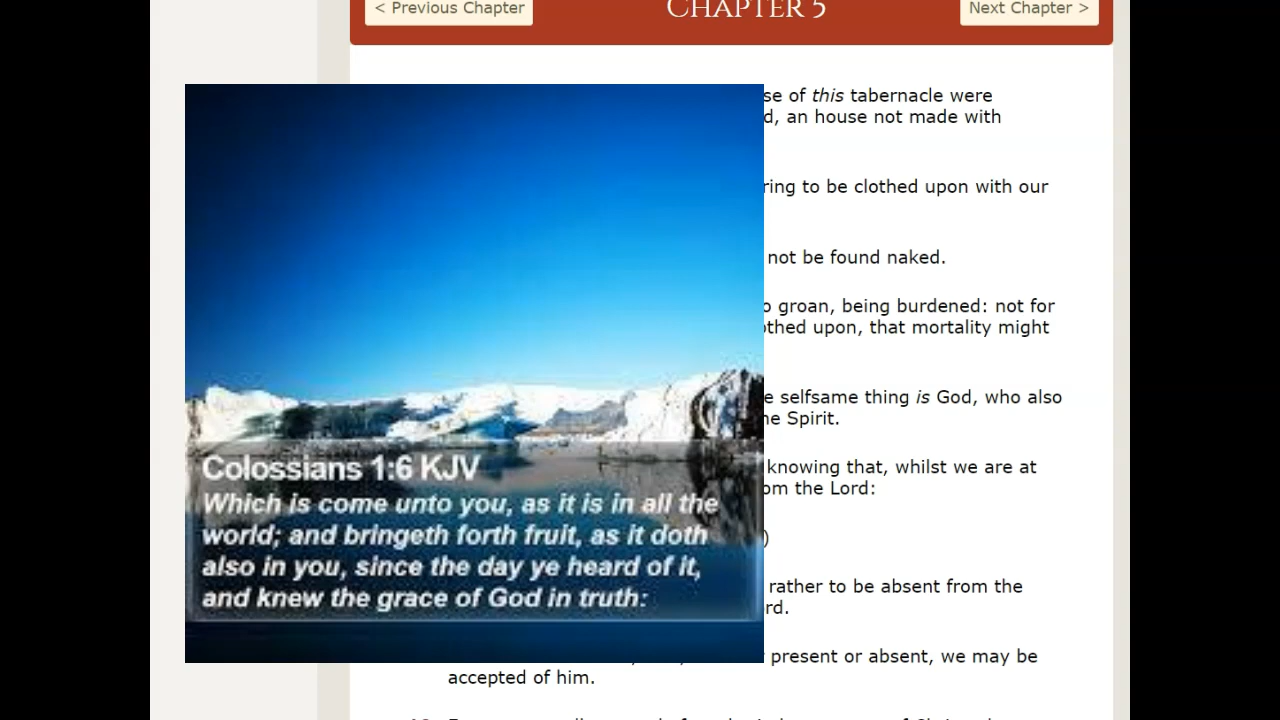 < Previous Chapter CHAPTER 5 Next Chapter >
se of this tabernacle were
d, an house not made with
ring to be clothed upon with our
not be found naked.
o groan, being burdened: not for
othed upon, that mortality might
e selfsame thing is God, who also
he Spirit.
Colossians 1:6 KJV
Which is come unto you, as it is in all the
world; and bringeth forth fruit, as it doth
also in you, since the day ye heard of it,
and knew the grace of God in truth:
knowing that, whilst we are at
om the Lord:
)
rather to be absent from the
rd.
present or absent, we may be
accepted of him.